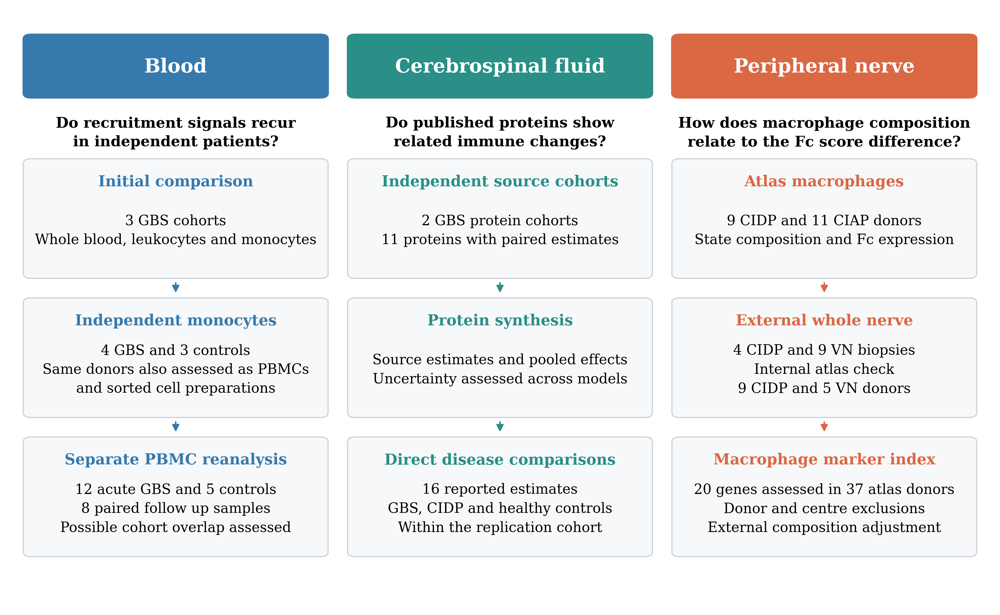 Blood
Do recruitment signals recur
in independent patients?
Initial comparison
3 GBS cohorts
Whole blood, leukocytes and monocytes
Independent monocytes
4 GBS and 3 controls
Same donors also assessed as PBMCs
and sorted cell preparations
Separate PBMC reanalysis
12 acute GBS and 5 controls
8 paired follow up samples
Possible cohort overlap assessed
Cerebrospinal fluid
Do published proteins show
related immune changes?
Independent source cohorts
2 GBS protein cohorts
11 proteins with paired estimates
Protein synthesis
Source estimates and pooled effects
Uncertainty assessed across models
Direct disease comparisons
16 reported estimates
GBS, CIDP and healthy controls
Within the replication cohort
Peripheral nerve
How does macrophage composition
relate to the Fc score difference?
Atlas macrophages
9 CIDP and 11 CIAP donors
State composition and Fc expression
External whole nerve
4 CIDP and 9 VN biopsies
Internal atlas check
9 CIDP and 5 VN donors
Macrophage marker index
20 genes assessed in 37 atlas donors
Donor and centre exclusions
External composition adjustment